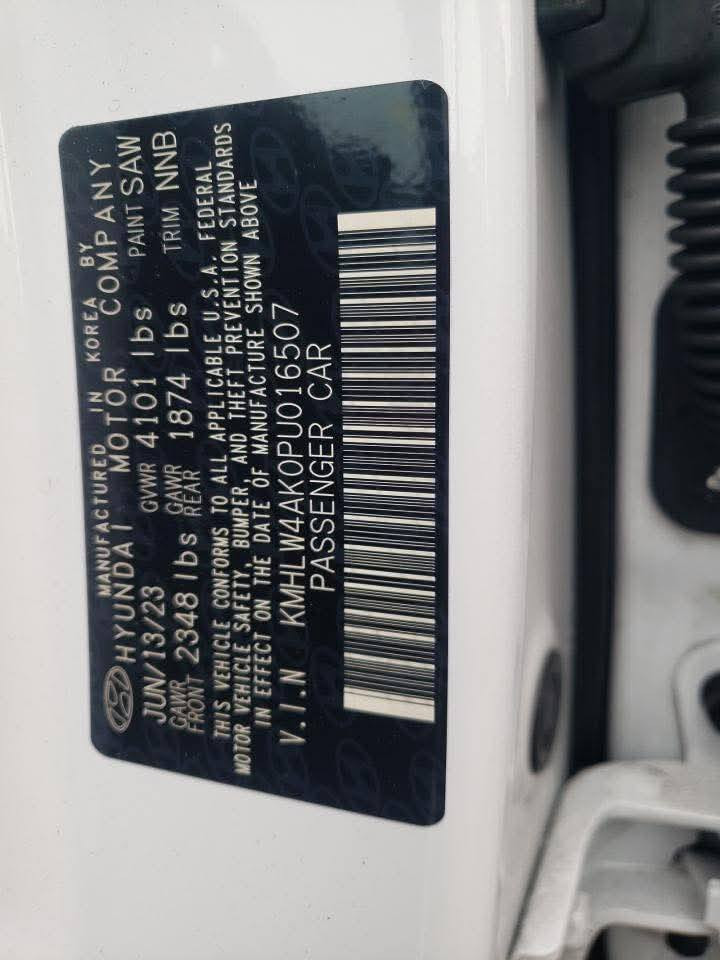 MANUFACTURED IN KOREA BY
HYUNDAI MOTOR COMPANY
JUN/13/23 GVWR 4101 lbs PAINT SAW
GAWR FRONT 2348 lbs GAWR REAR 1874 lbs TRIM NNB
THIS VEHICLE CONFORMS TO ALL APPLICABLE U.S.A. FEDERAL
MOTOR VEHICLE SAFETY, BUMPER, AND THEFT PREVENTION STANDARDS
IN EFFECT ON THE DATE OF MANUFACTURE SHOWN ABOVE
V.I.N KMHLW4AK0PU016507
PASSENGER CAR